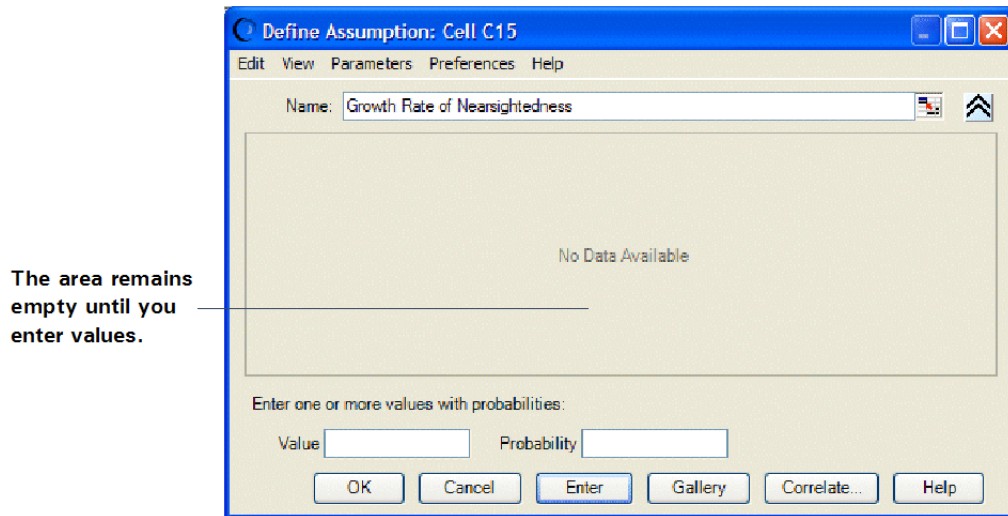 Define Assumption: Cell C15
Edit View Parameters Preferences Help
Name: Growth Rate of Nearsightedness
No Data Available
The area remains
empty until you
enter values.
Enter one or more values with probabilities:
Value Probability
OK Cancel Enter Gallery Correlate... Help